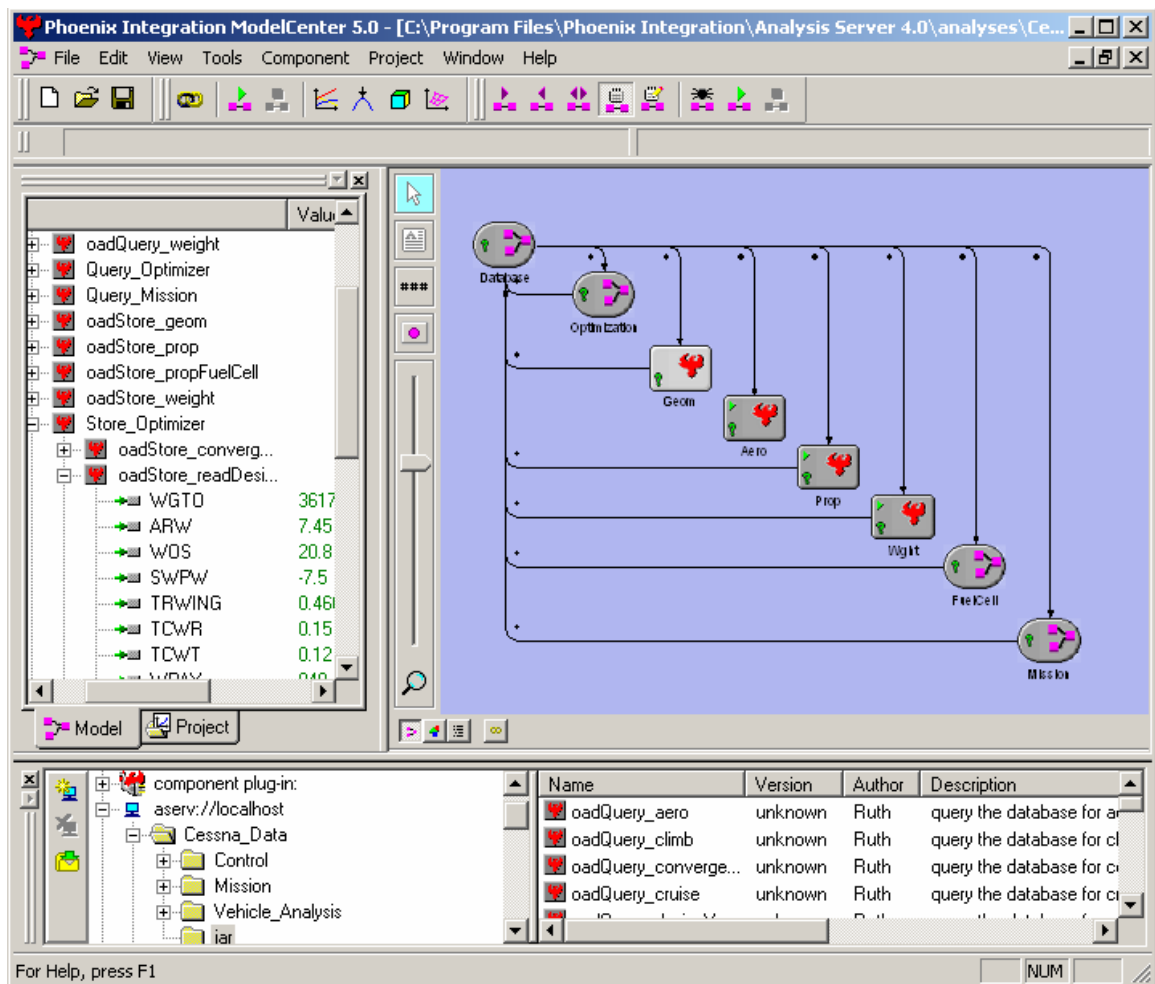 Phoenix Integration ModelCenter 5.0 - [C:\Program Files\Phoenix Integration\Analysis Server 4.0\analyses\Ce...
File Edit View Tools Component Project Window Help
Value
oadQuery_weight
Query_Optimizer
Query_Mission
oadStore_geom
oadStore_prop
oadStore_propFuelCell
oadStore_weight
Store_Optimizer
oadStore_converg...
oadStore_readDesi...
WGTO 3617
ARW 7.45
WOS 20.8
SWPW -7.5
TRWING 0.46
TCWR 0.15
TCWT 0.12
Model Project
###
Database
Optimization
Geom
Aero
Prop
Wght
FuelCell
Mission
component plug-in:
aserv://localhost
Cessna_Data
Control
Mission
Vehicle_Analysis
jar
Name Version Author Description
oadQuery_aero unknown Ruth query the database for
oadQuery_climb unknown Ruth query the database for
oadQuery_converge... unknown Ruth query the database for
oadQuery_cruise unknown Ruth query the database for
For Help, press F1
NUM